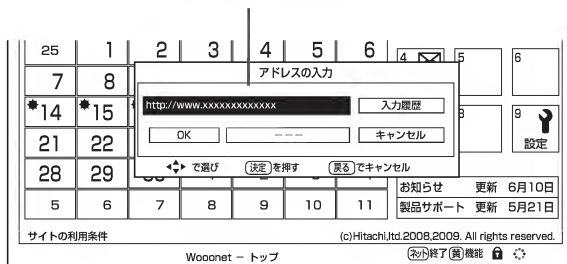 25 1 2 3 4 5 6 4 5 6
アドレスの入力
7 8
http://www.xxxxxxxxxxxxx 入力履歴
14 15 9
OK --- キャンセル
21 22 設定
で選び 決定を押す 戻るでキャンセル
28 29
お知らせ 更新 6月10日
5 6 7 8 9 10 11 製品サポート 更新 5月21日
サイトの利用条件 (c)Hitachi,ltd.2008,2009. All rights reserved.
Wooonet − トップ ネット終了 黄機能